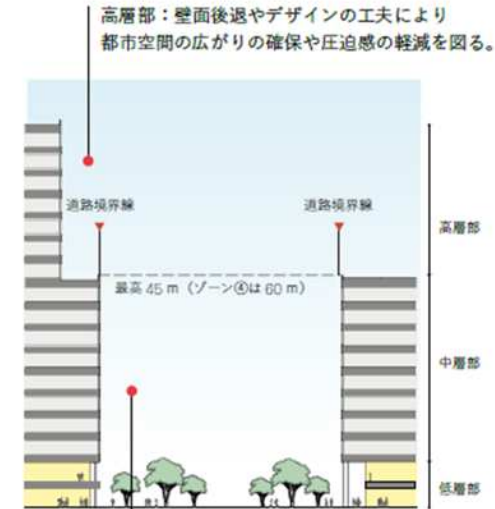 高層部：壁面後退やデザインの工夫により
都市空間の広がりの確保や圧迫感の軽減を図る。
道路境界線
道路境界線
高層部
最高 45 m（ゾーン④は 60 m）
中層部
低層部